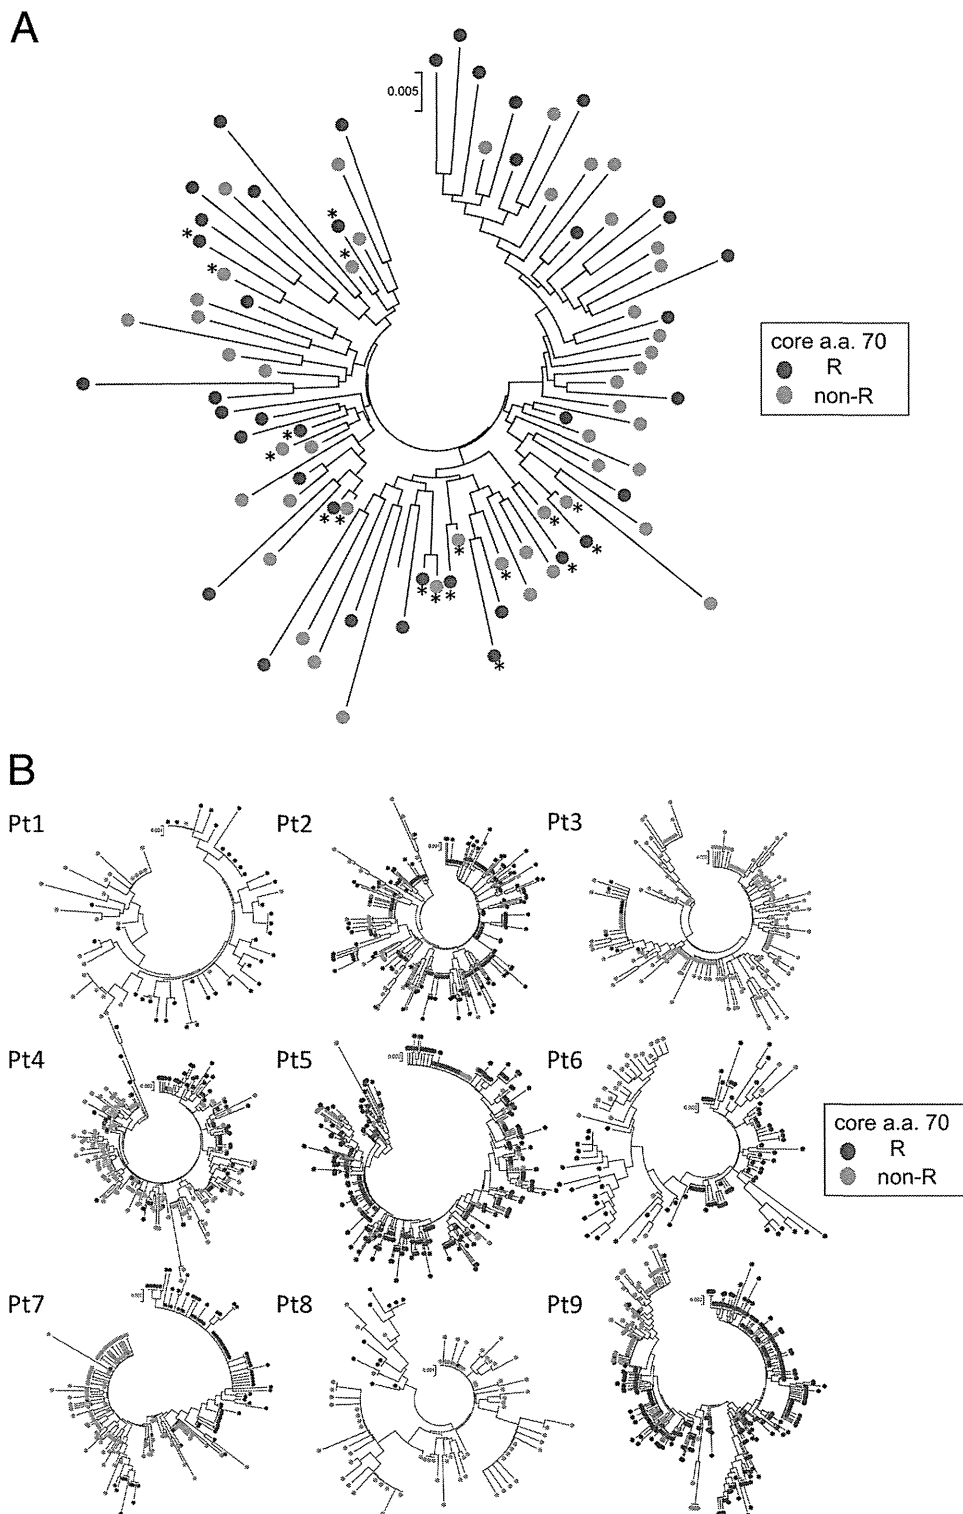 A
0.005
core a.a. 70
R
non-R
B
Pt1
Pt2
Pt3
Pt4
Pt5
Pt6
core a.a. 70
R
non-R
Pt7
Pt8
Pt9